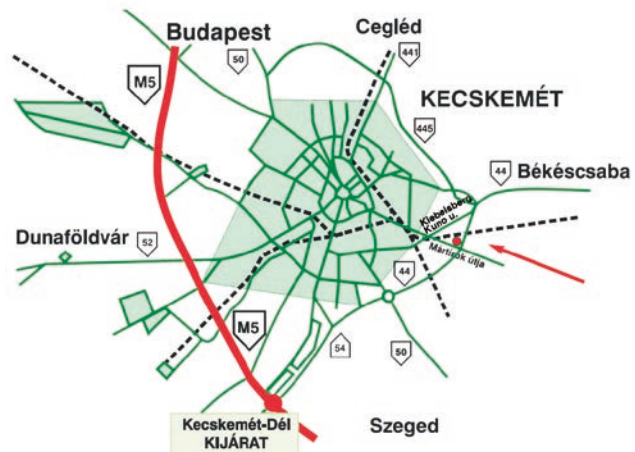 Budapest
Cegléd
M5
50
441
KECSKEMÉT
445
44
Békéscsaba
Klebelsberg
Kuno u.
Dunaföldvár
52
Mártírok útja
44
M5
54
50
Kecskemét-Dél
KIJÁRAT
Szeged